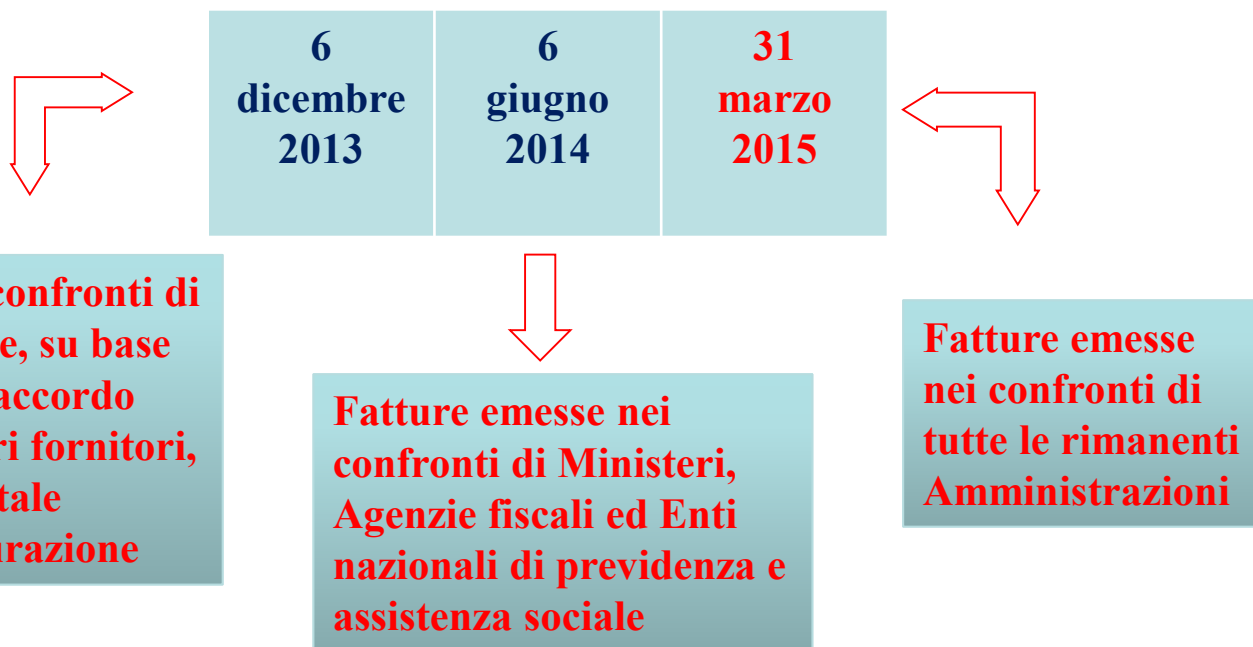 6
dicembre
2013
6
giugno
2014
31
marzo
2015
confronti di
e, su base
accordo
ri fornitori,
tale
razione
Fatture emesse nei
confronti di Ministeri,
Agenzie fiscali ed Enti
nazionali di previdenza e
assistenza sociale
Fatture emesse
nei confronti di
tutte le rimanenti
Amministrazioni